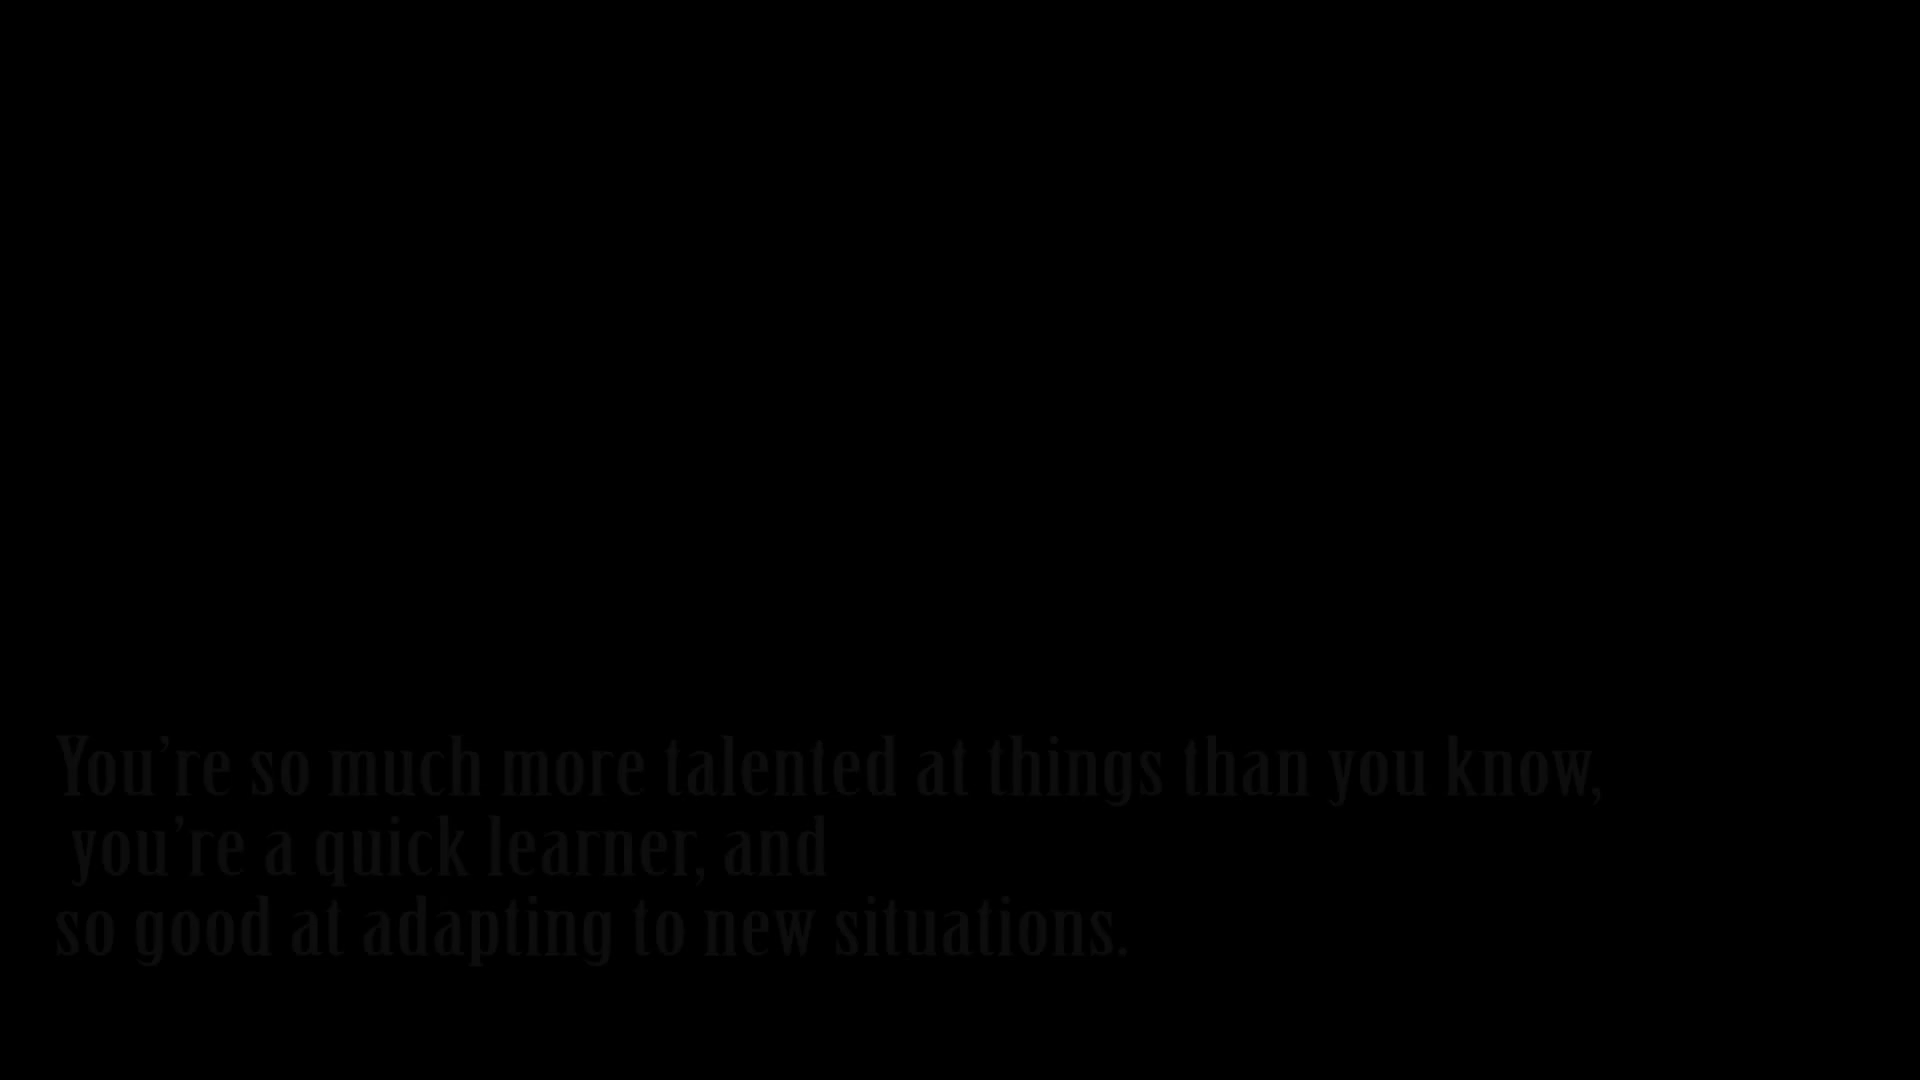 You’re so much more talented at things than you know,
you’re a quick learner, and
so good at adapting to new situations.